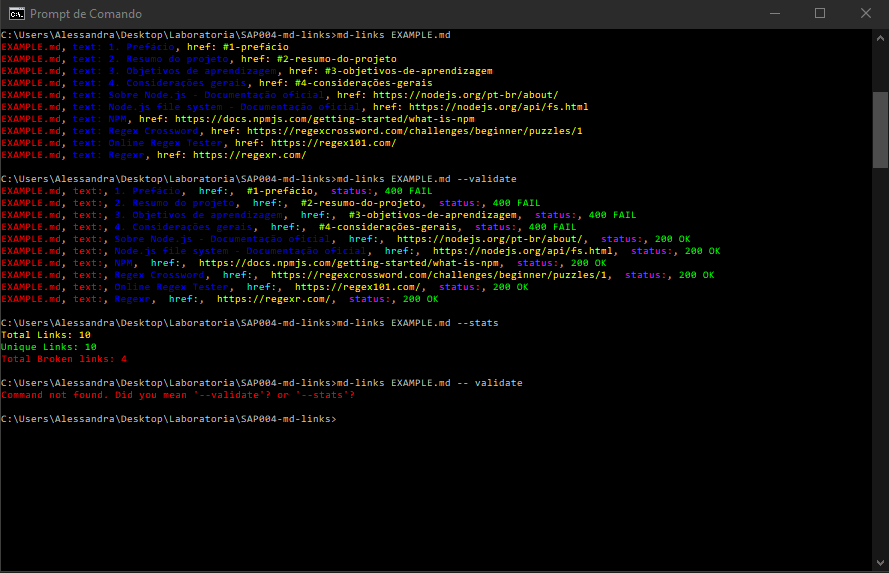 Prompt de Comando
C:\Users\Alessandra\Desktop\Laboratoria\SAP004-md-links>md-links EXAMPLE.md
EXAMPLE.md, text: 1. Prefácio, href: #1-prefácio
EXAMPLE.md, text: 2. Resumo do projeto, href: #2-resumo-do-projeto
EXAMPLE.md, text: 3. Objetivos de aprendizagem, href: #3-objetivos-de-aprendizagem
EXAMPLE.md, text: 4. Considerações gerais, href: #4-considerações-gerais
EXAMPLE.md, text: Sobre Node.js - Documentação oficial, href: https://nodejs.org/pt-br/about/
EXAMPLE.md, text: Node.js file system - Documentação oficial, href: https://nodejs.org/api/fs.html
EXAMPLE.md, text: NPM, href: https://docs.npmjs.com/getting-started/what-is-npm
EXAMPLE.md, text: Regex Crossword, href: https://regexcrossword.com/challenges/beginner/puzzles/1
EXAMPLE.md, text: Online Regex Tester, href: https://regex101.com/
EXAMPLE.md, text: Regexr, href: https://regexr.com/
C:\Users\Alessandra\Desktop\Laboratoria\SAP004-md-links>md-links EXAMPLE.md --validate
EXAMPLE.md, text:, 1. Prefácio,  href:,  #1-prefácio,  status:, 400 FAIL
EXAMPLE.md, text:, 2. Resumo do projeto,  href:,  #2-resumo-do-projeto,  status:, 400 FAIL
EXAMPLE.md, text:, 3. Objetivos de aprendizagem,  href:,  #3-objetivos-de-aprendizagem,  status:, 400 FAIL
EXAMPLE.md, text:, 4. Considerações gerais,  href:,  #4-considerações-gerais,  status:, 400 FAIL
EXAMPLE.md, text:, Sobre Node.js - Documentação oficial,  href:,  https://nodejs.org/pt-br/about/,  status:, 200 OK
EXAMPLE.md, text:, Node.js file system - Documentação oficial,  href:,  https://nodejs.org/api/fs.html,  status:, 200 OK
EXAMPLE.md, text:, NPM,  href:,  https://docs.npmjs.com/getting-started/what-is-npm,  status:, 200 OK
EXAMPLE.md, text:, Regex Crossword,  href:,  https://regexcrossword.com/challenges/beginner/puzzles/1,  status:, 200 OK
EXAMPLE.md, text:, Online Regex Tester,  href:,  https://regex101.com/,  status:, 200 OK
EXAMPLE.md, text:, Regexr,  href:,  https://regexr.com/,  status:, 200 OK
C:\Users\Alessandra\Desktop\Laboratoria\SAP004-md-links>md-links EXAMPLE.md --stats
Total Links: 10
Unique Links: 10
Total Broken links: 4
C:\Users\Alessandra\Desktop\Laboratoria\SAP004-md-links>md-links EXAMPLE.md -- validate
Command not found. Did you mean '--validate'? or '--stats'?
C:\Users\Alessandra\Desktop\Laboratoria\SAP004-md-links>